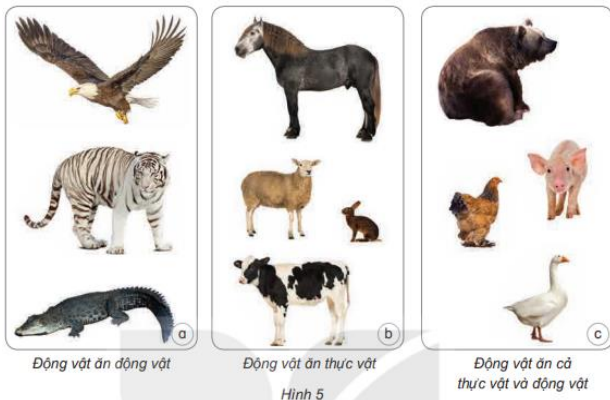 a
b
c
Động vật ăn động vật
Động vật ăn thực vật
Động vật ăn cả
thực vật và động vật
Hình 5